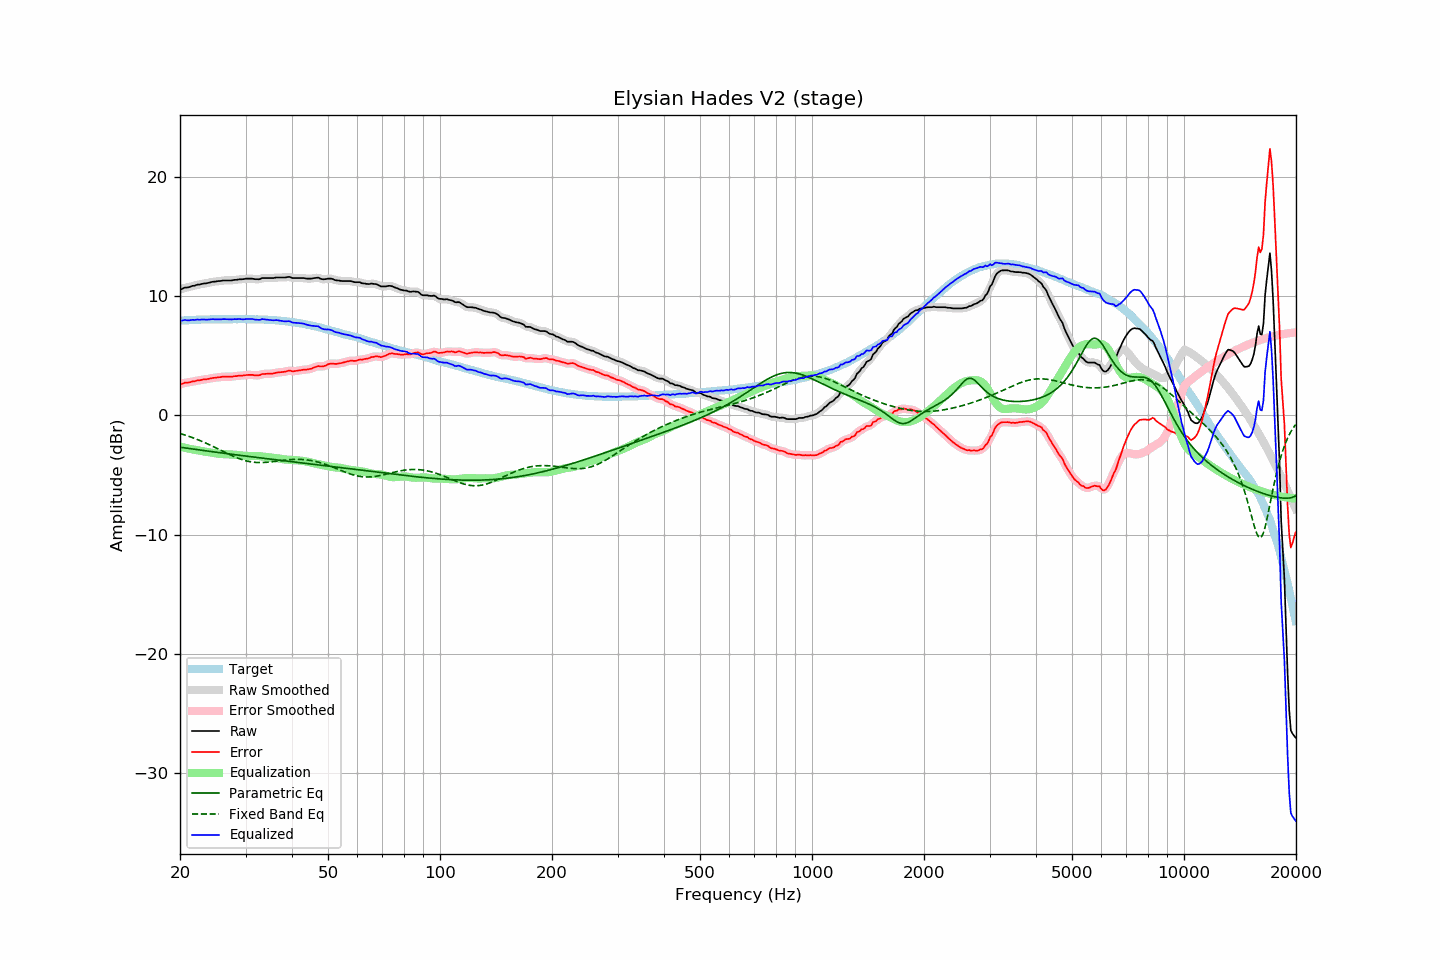 Elysian Hades V2 (stage)
Amplitude (dBr)
20
10
0
−10
−20
−30
Target
Raw Smoothed
Error Smoothed
Raw
Error
Equalization
Parametric Eq
Fixed Band Eq
Equalized
20 50 100 200 500 1000 2000 5000 10000 20000
Frequency (Hz)